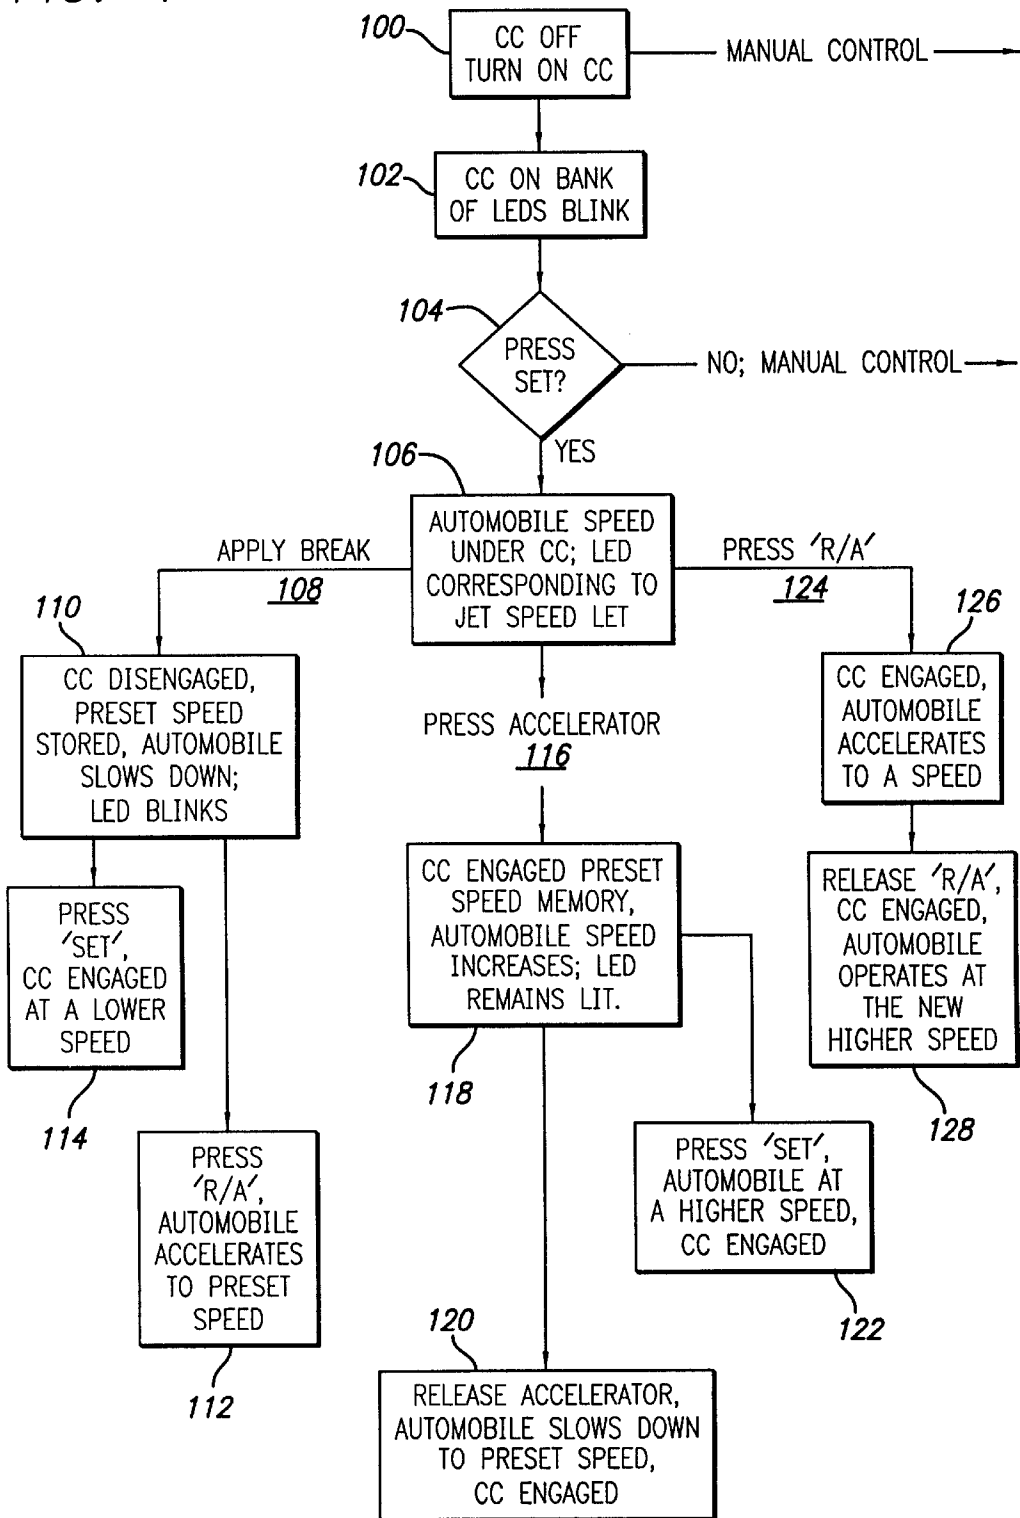 100
CC OFF
TURN ON CC
MANUAL CONTROL
102
CC ON BANK
OF LEDS BLINK
104
PRESS
SET?
NO; MANUAL CONTROL
YES
106
AUTOMOBILE SPEED
UNDER CC; LED
CORRESPONDING TO
JET SPEED LET
APPLY BREAK
108
PRESS 'R/A'
124
110
CC DISENGAGED,
PRESET SPEED
STORED, AUTOMOBILE
SLOWS DOWN;
LED BLINKS
PRESS ACCELERATOR
116
126
CC ENGAGED,
AUTOMOBILE
ACCELERATES
TO A SPEED
PRESS
'SET',
CC ENGAGED
AT A LOWER
SPEED
114
CC ENGAGED PRESET
SPEED MEMORY,
AUTOMOBILE SPEED
INCREASES; LED
REMAINS LIT.
118
RELEASE 'R/A',
CC ENGAGED,
AUTOMOBILE
OPERATES AT
THE NEW
HIGHER SPEED
128
PRESS
'R/A',
AUTOMOBILE
ACCELERATES
TO PRESET
SPEED
112
PRESS 'SET',
AUTOMOBILE AT
A HIGHER SPEED,
CC ENGAGED
122
120
RELEASE ACCELERATOR,
AUTOMOBILE SLOWS DOWN
TO PRESET SPEED,
CC ENGAGED